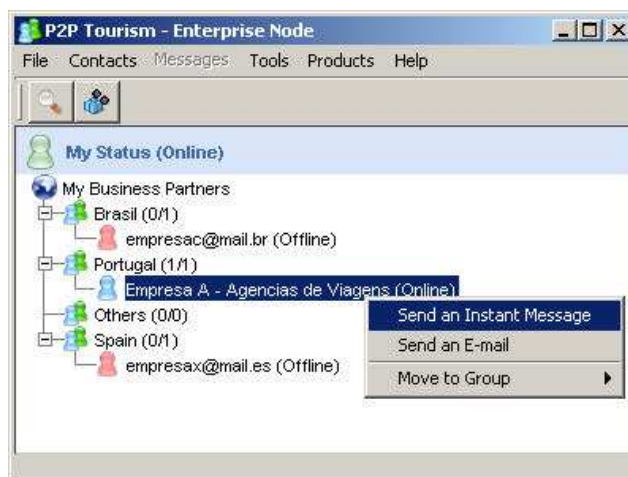 P2P Tourism - Enterprise Node
File Contacts Messages Tools Products Help
My Status (Online)
My Business Partners
Brasil (0/1)
empresac@mail.br (Offline)
Portugal (1/1)
Empresa A - Agencias de Viagens (Online)
Send an Instant Message
Others (0/0)
Send an E-mail
Spain (0/1)
empresax@mail.es (Offline)
Move to Group